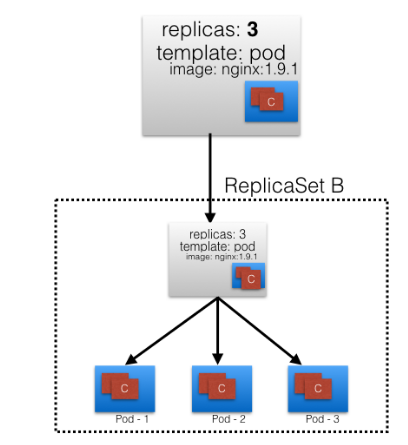 replicas: 3
template: pod
image: nginx:1.9.1
C
ReplicaSet B
replicas: 3
template: pod
image: nginx:1.9.1
C
C
C
C
Pod - 1
Pod - 2
Pod - 3